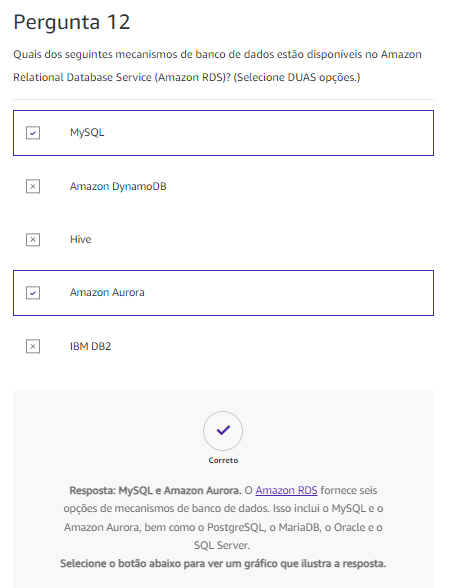 Pergunta 12
Quais dos seguintes mecanismos de banco de dados estão disponíveis no Amazon
Relational Database Service (Amazon RDS)? (Selecione DUAS opções.)
MySQL
Amazon DynamoDB
Hive
Amazon Aurora
IBM DB2
Correto
Resposta: MySQL e Amazon Aurora. O Amazon RDS fornece seis
opções de mecanismos de banco de dados. Isso inclui o MySQL e o
Amazon Aurora, bem como o PostgreSQL, o MariaDB, o Oracle e o
SQL Server.
Selecione o botão abaixo para ver um gráfico que ilustra a resposta.